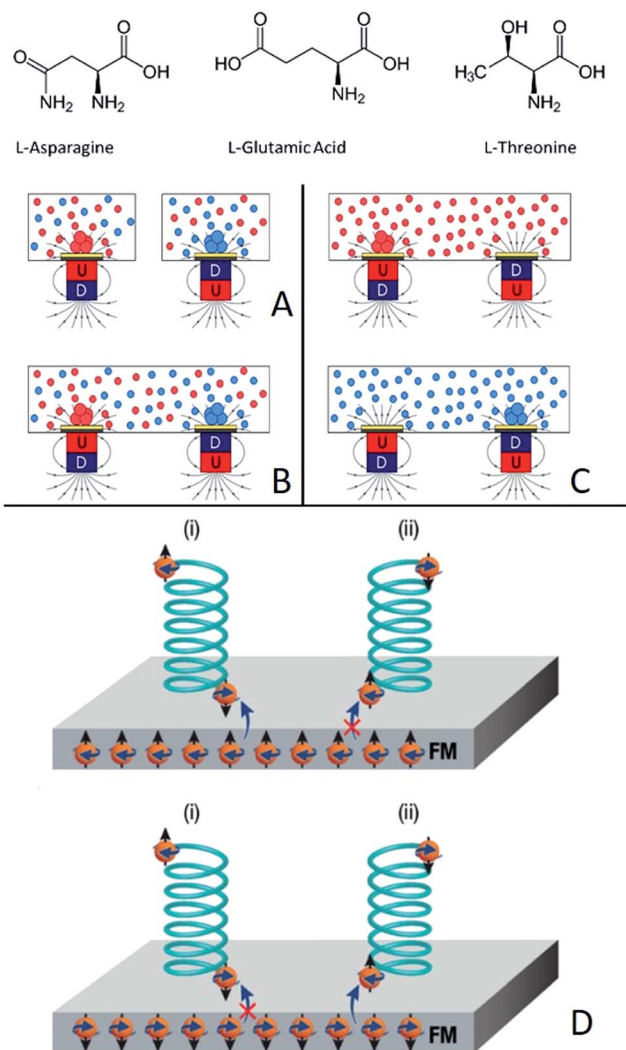 O
O
OH
O
NH₂
NH₂
O
HO
O
OH
NH₂
OH
O
H₃C
OH
NH₂
L-Asparagine
L-Glutamic Acid
L-Threonine
U
D
D
U
A
U
D
D
U
B
U
D
D
U
U
D
D
U
C
(i)
(ii)
FM
(i)
(ii)
FM
D